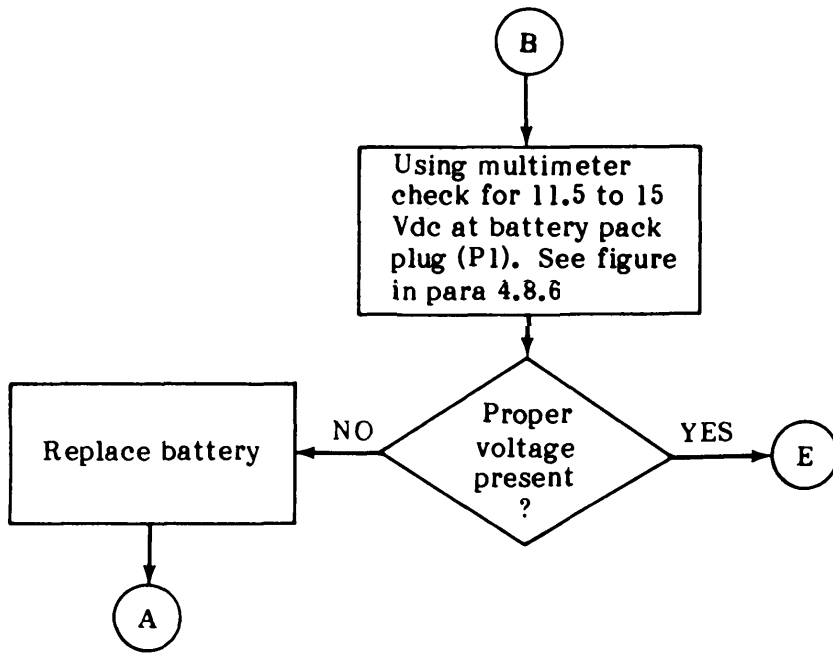 B
Using multimeter
check for 11.5 to 15
Vdc at battery pack
plug (P1). See figure
in para 4.8.6
Proper
voltage
present
?
NO
YES
Replace battery
E
A